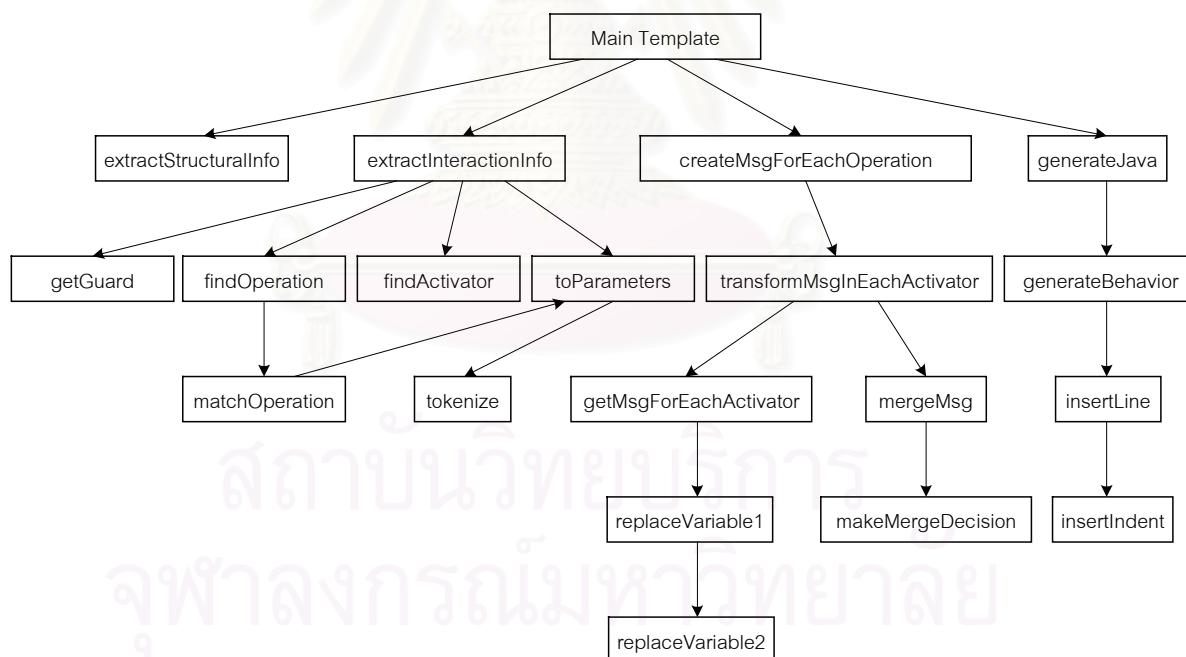 Main Template
extractStructuralInfo
extractInteractionInfo
createMsgForEachOperation
generateJava
getGuard
findOperation
findActivator
toParameters
transformMsgInEachActivator
generateBehavior
matchOperation
tokenize
getMsgForEachActivator
mergeMsg
insertLine
สถาบันวิทยบริการ
replaceVariable1
makeMergeDecision
insertIndent
จุฬาลงกรณ์มหาวิทยาลัย
replaceVariable2